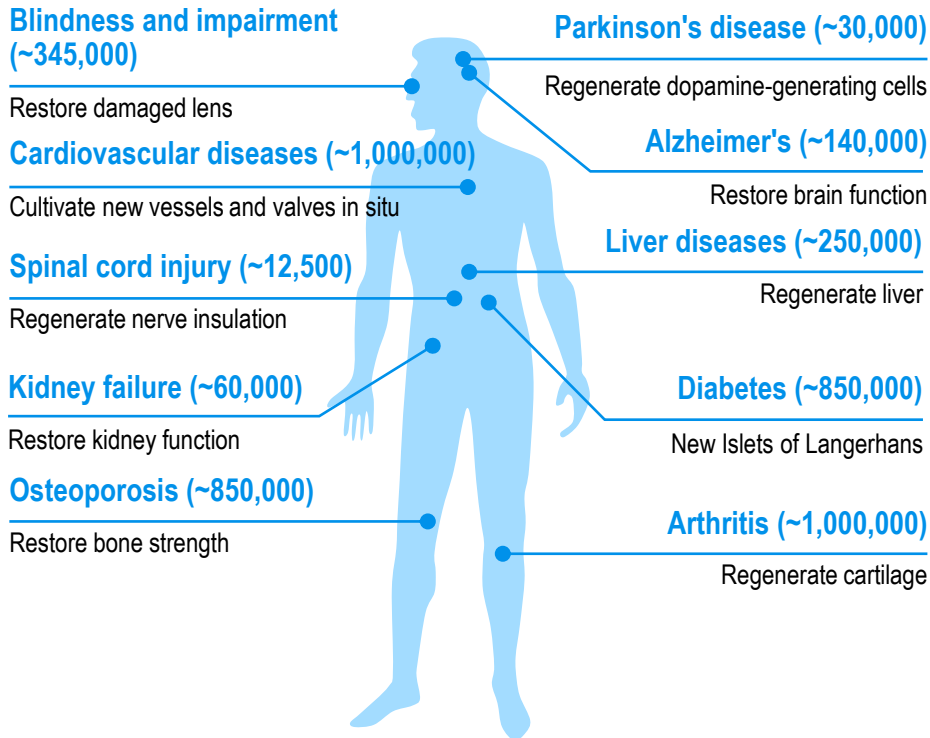 Blindness and impairment
(~345,000)
Restore damaged lens
Cardiovascular diseases (~1,000,000)
Cultivate new vessels and valves in situ
Spinal cord injury (~12,500)
Regenerate nerve insulation
Kidney failure (~60,000)
Restore kidney function
Osteoporosis (~850,000)
Restore bone strength
Parkinson's disease (~30,000)
Regenerate dopamine-generating cells
Alzheimer's (~140,000)
Restore brain function
Liver diseases (~250,000)
Regenerate liver
Diabetes (~850,000)
New Islets of Langerhans
Arthritis (~1,000,000)
Regenerate cartilage